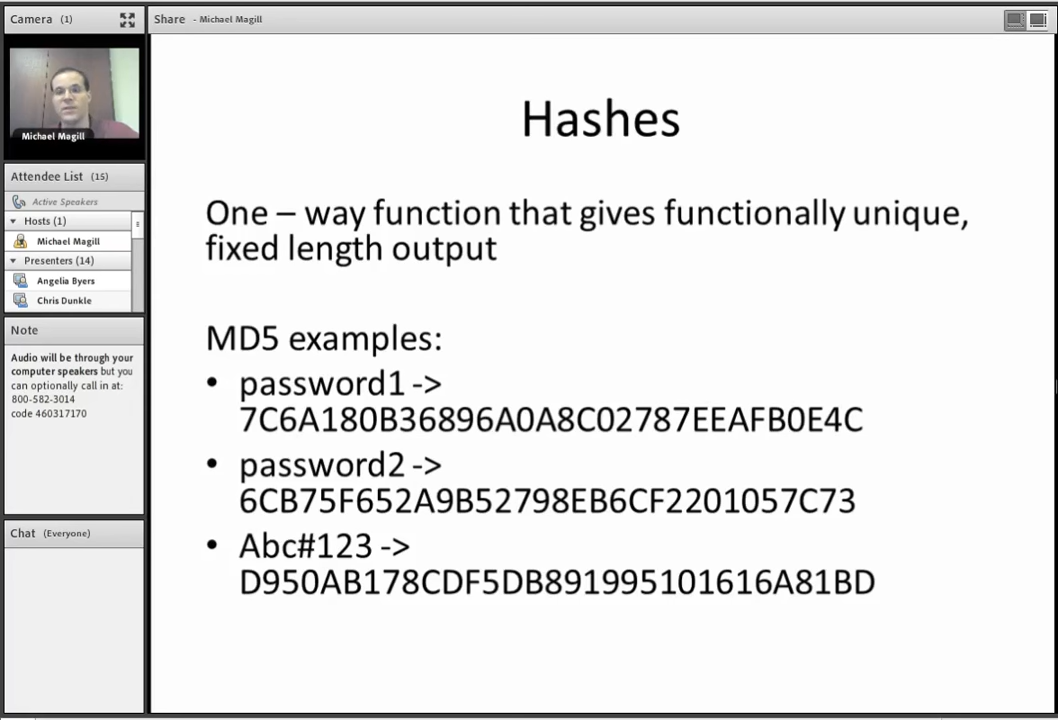 Camera (1)
Michael Magill
Attendee List (15)
Active Speakers
Hosts (1)
Michael Magill
Presenters (14)
Angelia Byers
Chris Dunkle
Note
Audio will be through your
computer speakers but you
can optionally call in at:
800-582-3014
code 460317170
Chat (Everyone)
Share - Michael Magill
Hashes
One – way function that gives functionally unique,
fixed length output
MD5 examples:
• password1 ->
7C6A180B36896A0A8C02787EEAFB0E4C
• password2 ->
6CB75F652A9B52798EB6CF2201057C73
• Abc#123 ->
D950AB178CDF5DB891995101616A81BD